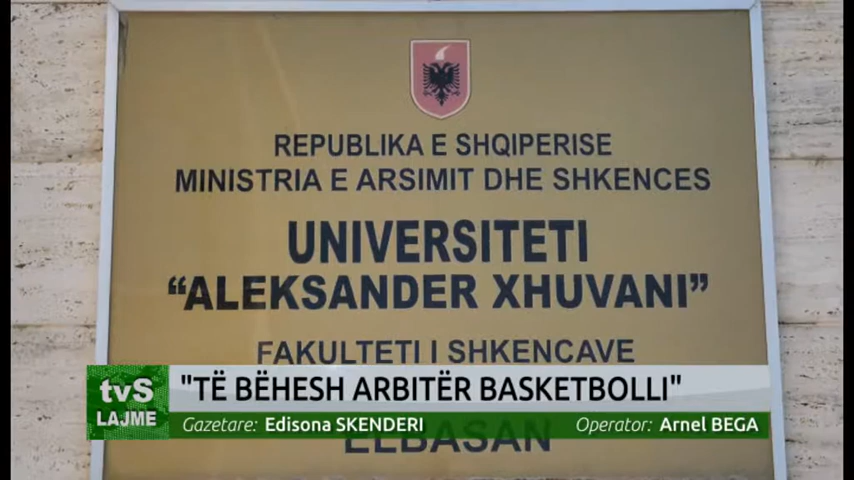 REPUBLIKA E SHQIPERISE
MINISTRIA E ARSIMIT DHE SHKENCES
UNIVERSITETI
“ALEKSANDER XHUVANI”
FAKULTETI I SHKENCAVE
tvS
LAJME
"TË BËHESH ARBITËR BASKETBOLLI"
Gazetare: Edisona SKENDERI
Operator: Arnel BEGA
ELBASAN